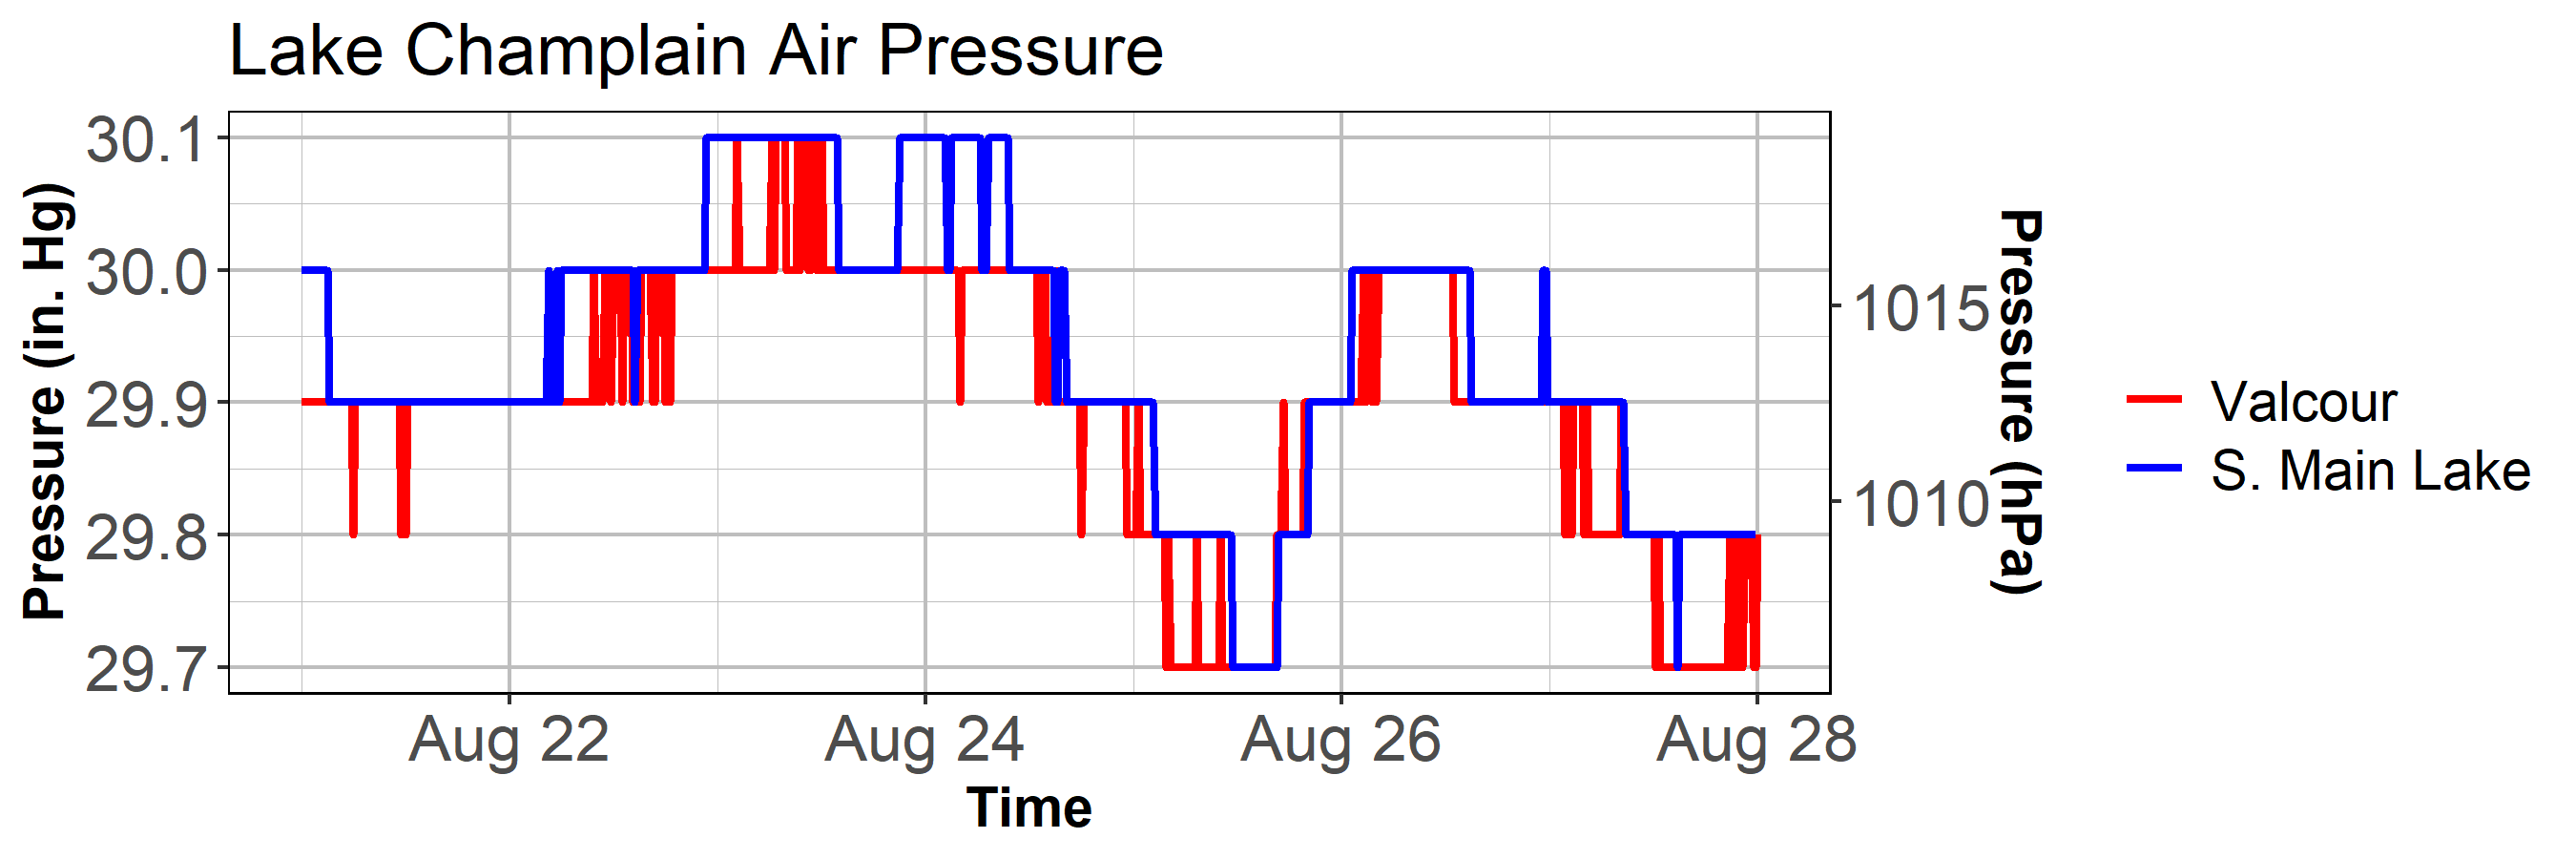 Lake Champlain Air Pressure
Pressure (in. Hg)
30.1
30.0
29.9
29.8
29.7
1015
1010
Pressure (hPa)
Aug 22
Aug 24
Aug 26
Aug 28
Time
Valcour
S. Main Lake